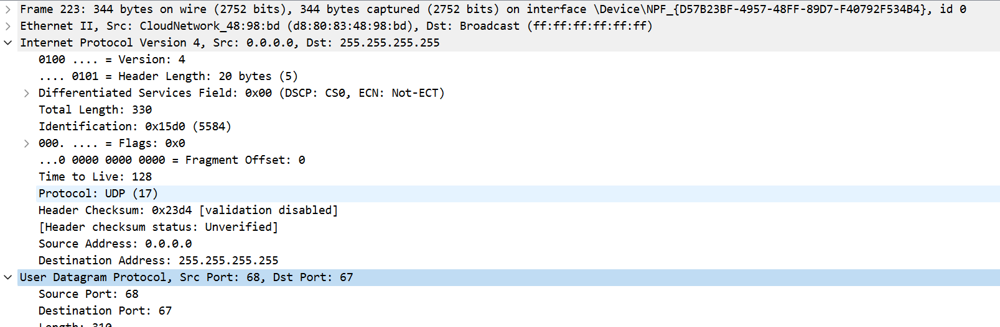 Frame 223: 344 bytes on wire (2752 bits), 344 bytes captured (2752 bits) on interface \Device\NPF_{D57B23BF-4957-48FF-89D7-F40792F534B4}, id 0
Ethernet II, Src: CloudNetwork_48:98:bd (d8:80:83:48:98:bd), Dst: Broadcast (ff:ff:ff:ff:ff:ff)
Internet Protocol Version 4, Src: 0.0.0.0, Dst: 255.255.255.255
0100 .... = Version: 4
.... 0101 = Header Length: 20 bytes (5)
Differentiated Services Field: 0x00 (DSCP: CS0, ECN: Not-ECT)
Total Length: 330
Identification: 0x15d0 (5584)
000. .... = Flags: 0x0
...0 0000 0000 0000 = Fragment Offset: 0
Time to Live: 128
Protocol: UDP (17)
Header Checksum: 0x23d4 [validation disabled]
[Header checksum status: Unverified]
Source Address: 0.0.0.0
Destination Address: 255.255.255.255
User Datagram Protocol, Src Port: 68, Dst Port: 67
Source Port: 68
Destination Port: 67
Length: 310